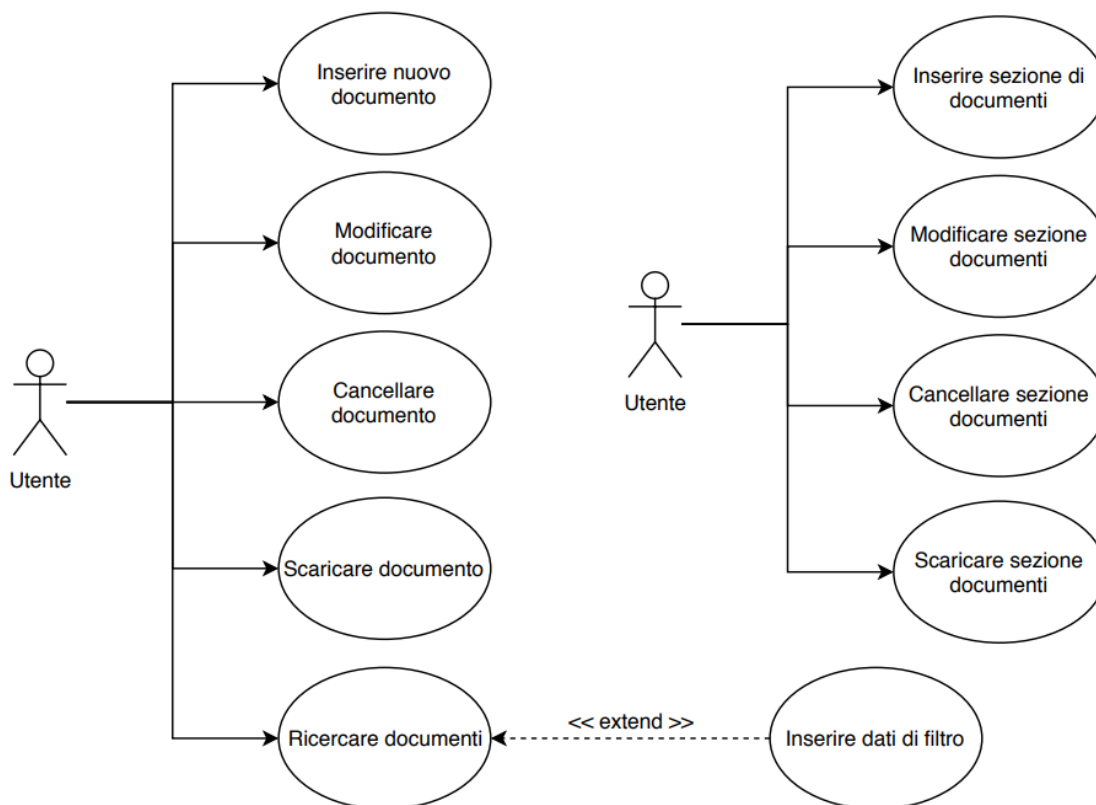 Inserire nuovo
documento
Modificare
documento
Cancellare
documento
Utente
Scaricare documento
Ricercare documenti
<< extend >>
Inserire dati di filtro
Inserire sezione di
documenti
Modificare sezione
documenti
Utente
Cancellare sezione
documenti
Scaricare sezione
documenti